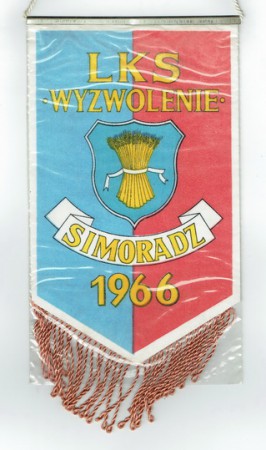 LKS
·WYZWOLENIE·
SIMORADZ
1966